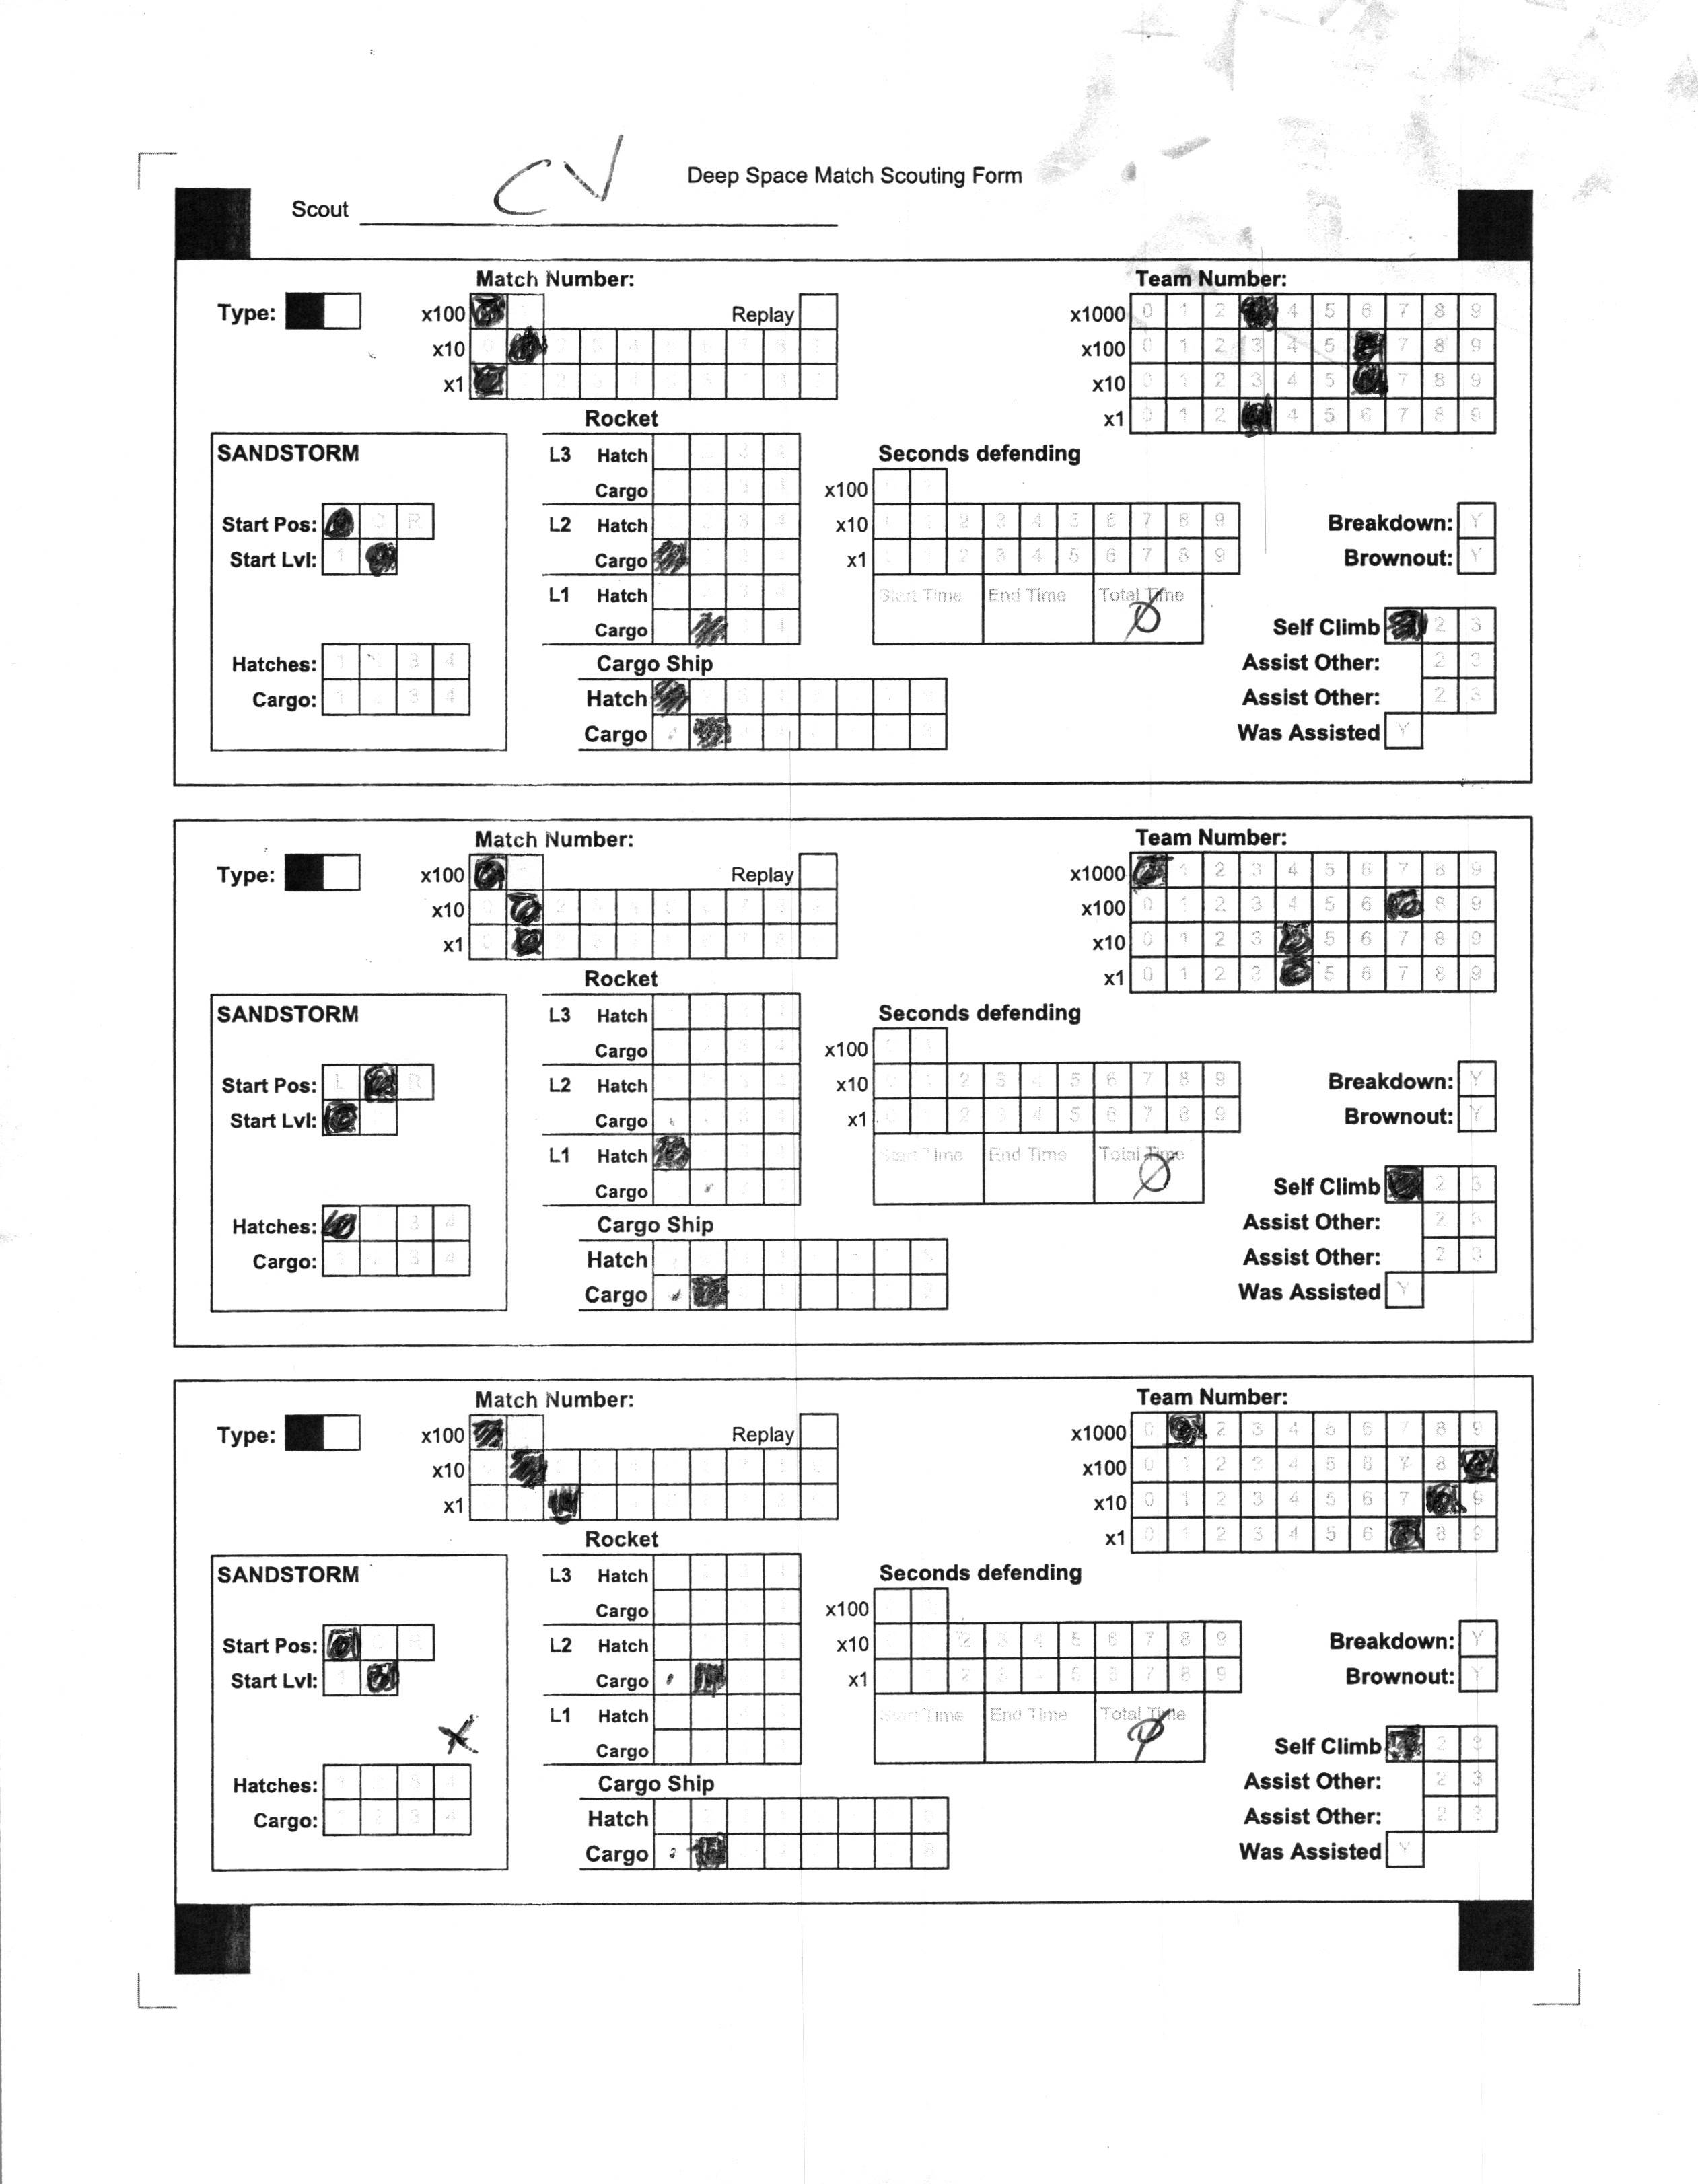 CV
Deep Space Match Scouting Form
Scout
Match Number:
Team Number:
Type:
x100
Replay
x1000 0 1 2 4 5 6 7 8 9
x10
x100 0 1 2 3 4 5 7 8 9
x1
x10 0 1 2 3 4 5 7 8 9
x1 0 1 2 4 5 6 7 8 9
Rocket
SANDSTORM
L3 Hatch 3 4
Cargo 3 4
L2 Hatch 3 4
Cargo
L1 Hatch
Cargo
Seconds defending
x100
x10 2 3 4 5 6 7 8 9
x1 2 3 4 5 6 7 8 9
Start Time End Time Total Time
Ø
Start Pos: C R
Start Lvl: 1
Hatches: 1 3 4
Cargo: 1 3 4
Cargo Ship
Hatch
Cargo
Breakdown: Y
Brownout: Y
Self Climb 2 3
Assist Other: 2 3
Assist Other: 2 3
Was Assisted Y
Match Number:
Team Number:
Type:
x100
Replay
x1000 1 2 3 4 5 6 7 8 9
x10
x100 0 1 2 3 4 5 6 8 9
x1
x10 0 1 2 3 5 6 7 8 9
x1 0 1 2 3 5 6 7 8 9
Rocket
SANDSTORM
L3 Hatch
Cargo
L2 Hatch
Cargo
L1 Hatch
Cargo
Seconds defending
x100
x10 2 3 4 5 6 7 8 9
x1 2 3 4 5 6 7 8 9
Start Time End Time Total Time
Ø
Start Pos: L R
Start Lvl:
Hatches: 3 4
Cargo: 3 4
Cargo Ship
Hatch
Cargo
Breakdown: Y
Brownout: Y
Self Climb 2 3
Assist Other: 2 3
Assist Other: 2 3
Was Assisted Y
Match Number:
Team Number:
Type:
x100
Replay
x1000 0 2 3 4 5 6 7 8 9
x10
x100 0 1 2 3 4 5 6 7 8
x1
x10 0 1 2 3 4 5 6 7 9
x1 0 1 2 3 4 5 6 8 9
Rocket
SANDSTORM
L3 Hatch
Cargo
L2 Hatch
Cargo
L1 Hatch
Cargo
Seconds defending
x100
x10 2 3 4 5 6 7 8 9
x1 2 3 4 5 6 7 8 9
Start Time End Time Total Time
Ø
Start Pos: C R
Start Lvl: 1
Hatches: 1 2 3 4
Cargo: 1 2 3 4
Cargo Ship
Hatch
Cargo
Breakdown: Y
Brownout: Y
Self Climb 2 3
Assist Other: 2 3
Assist Other: 2 3
Was Assisted Y